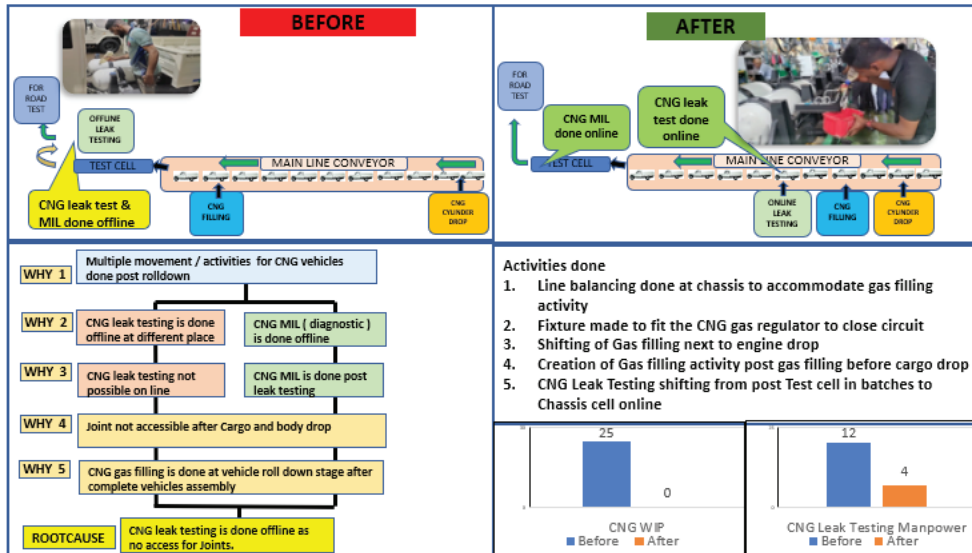 BEFORE
FOR
ROAD
TEST
OFFLINE
LEAK
TESTING
TEST CELL
MAIN LINE CONVEYOR
CNG leak test &
MIL done offline
CNG
FILLING
CNG
CYLINDER
DROP
AFTER
FOR
ROAD
TEST
CNG MIL
done online
CNG leak
test done
online
TEST CELL
MAIN LINE CONVEYOR
ONLINE
LEAK
TESTING
CNG
FILLING
CNG
CYLINDER
DROP
WHY 1
Multiple movement / activities for CNG vehicles
done post rolldown
WHY 2
CNG leak testing is done
offline at different place
CNG MIL ( diagnostic )
is done offline
WHY 3
CNG leak testing not
possible on line
CNG MIL is done post
leak testing
WHY 4
Joint not accessible after Cargo and body drop
WHY 5
CNG gas filling is done at vehicle roll down stage after
complete vehicles assembly
ROOTCAUSE
CNG leak testing is done offline as
no access for Joints.
Activities done
1. Line balancing done at chassis to accommodate gas filling
activity
2. Fixture made to fit the CNG gas regulator to close circuit
3. Shifting of Gas filling next to engine drop
4. Creation of Gas filling activity post gas filling before cargo drop
5. CNG Leak Testing shifting from post Test cell in batches to
Chassis cell online
25
0
CNG WIP
Before After
12
4
CNG Leak Testing Manpower
Before After